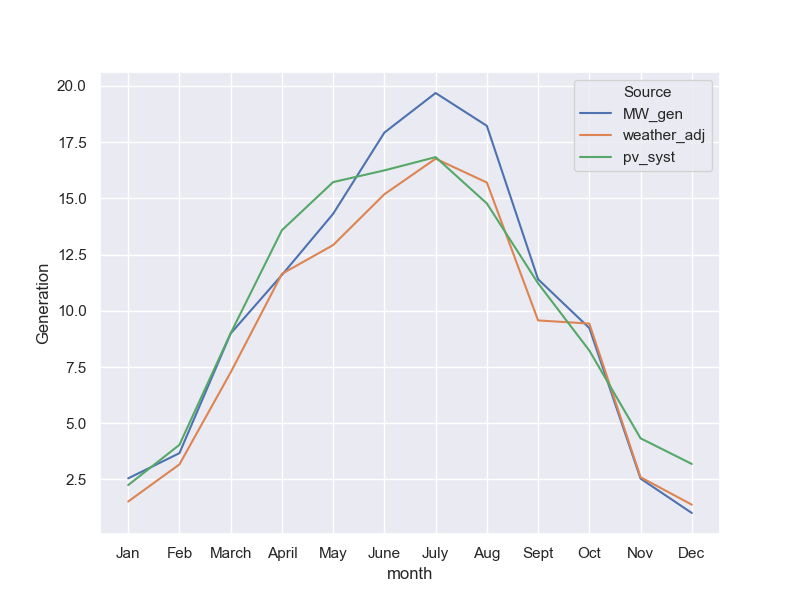 Source
MW_gen
weather_adj
pv_syst
20.0
17.5
15.0
12.5
10.0
7.5
5.0
2.5
Generation
Jan Feb March April May June July Aug Sept Oct Nov Dec
month